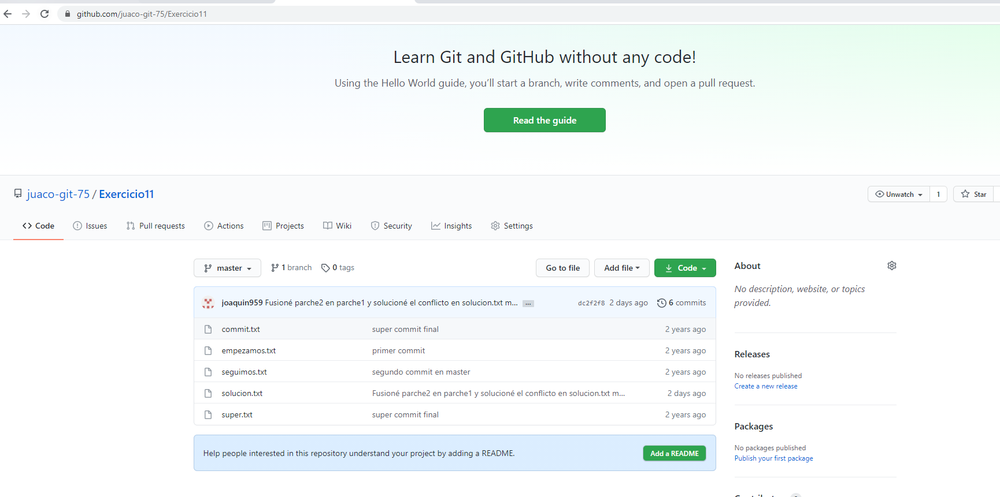 github.com/juaco-git-75/Exercicio11
Learn Git and GitHub without any code!
Using the Hello World guide, you’ll start a branch, write comments, and open a pull request.
Read the guide
juaco-git-75 / Exercicio11
Unwatch 1 Star
Code Issues Pull requests Actions Projects Wiki Security Insights Settings
master 1 branch 0 tags Go to file Add file Code
joaquin959 Fusioné parche2 en parche1 y solucioné el conflicto en solucion.txt m... ... dc2f2f8 2 days ago 6 commits
commit.txt super commit final 2 years ago
empezamos.txt primer commit 2 years ago
seguimos.txt segundo commit en master 2 years ago
solucion.txt Fusioné parche2 en parche1 y solucioné el conflicto en solucion.txt m... 2 days ago
super.txt super commit final 2 years ago
Help people interested in this repository understand your project by adding a README.
Add a README
About
No description, website, or topics
provided.
Releases
No releases published
Create a new release
Packages
No packages published
Publish your first package